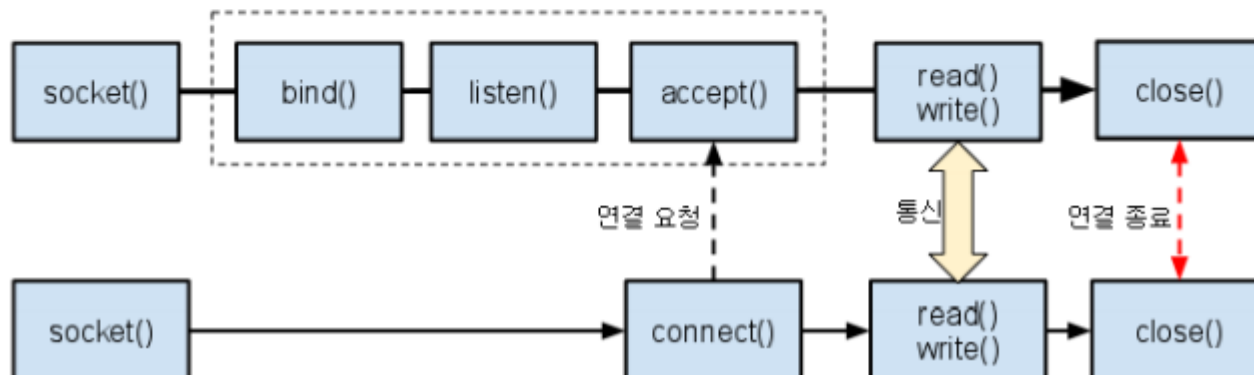 socket()
bind()
listen()
accept()
read()
write()
close()
연결 요청
통신
연결 종료
socket()
connect()
read()
write()
close()